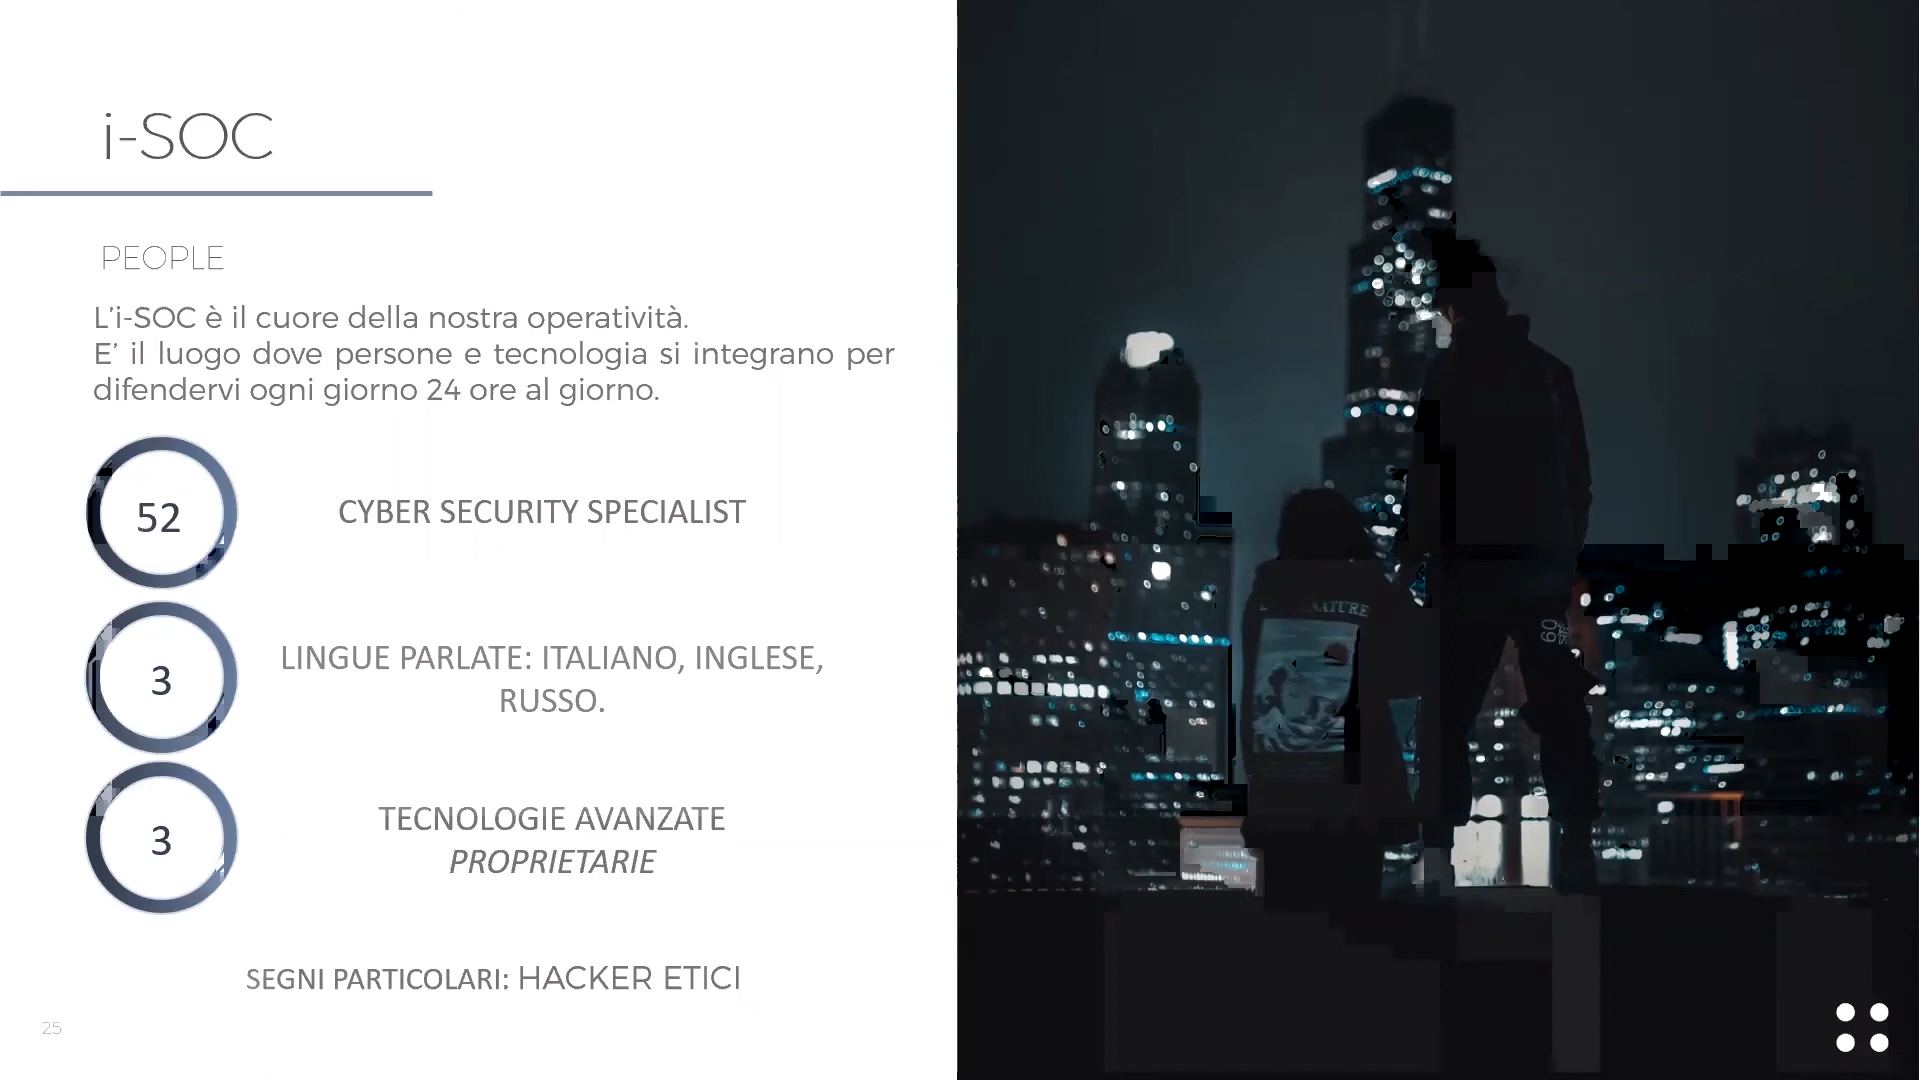 i-SOC
PEOPLE
L’i-SOC è il cuore della nostra operatività.
E’ il luogo dove persone e tecnologia si integrano per
difendervi ogni giorno 24 ore al giorno.
52
CYBER SECURITY SPECIALIST
3
LINGUE PARLATE: ITALIANO, INGLESE,
RUSSO.
3
TECNOLOGIE AVANZATE
PROPRIETARIE
SEGNI PARTICOLARI: HACKER ETICI
25
NATURE
60